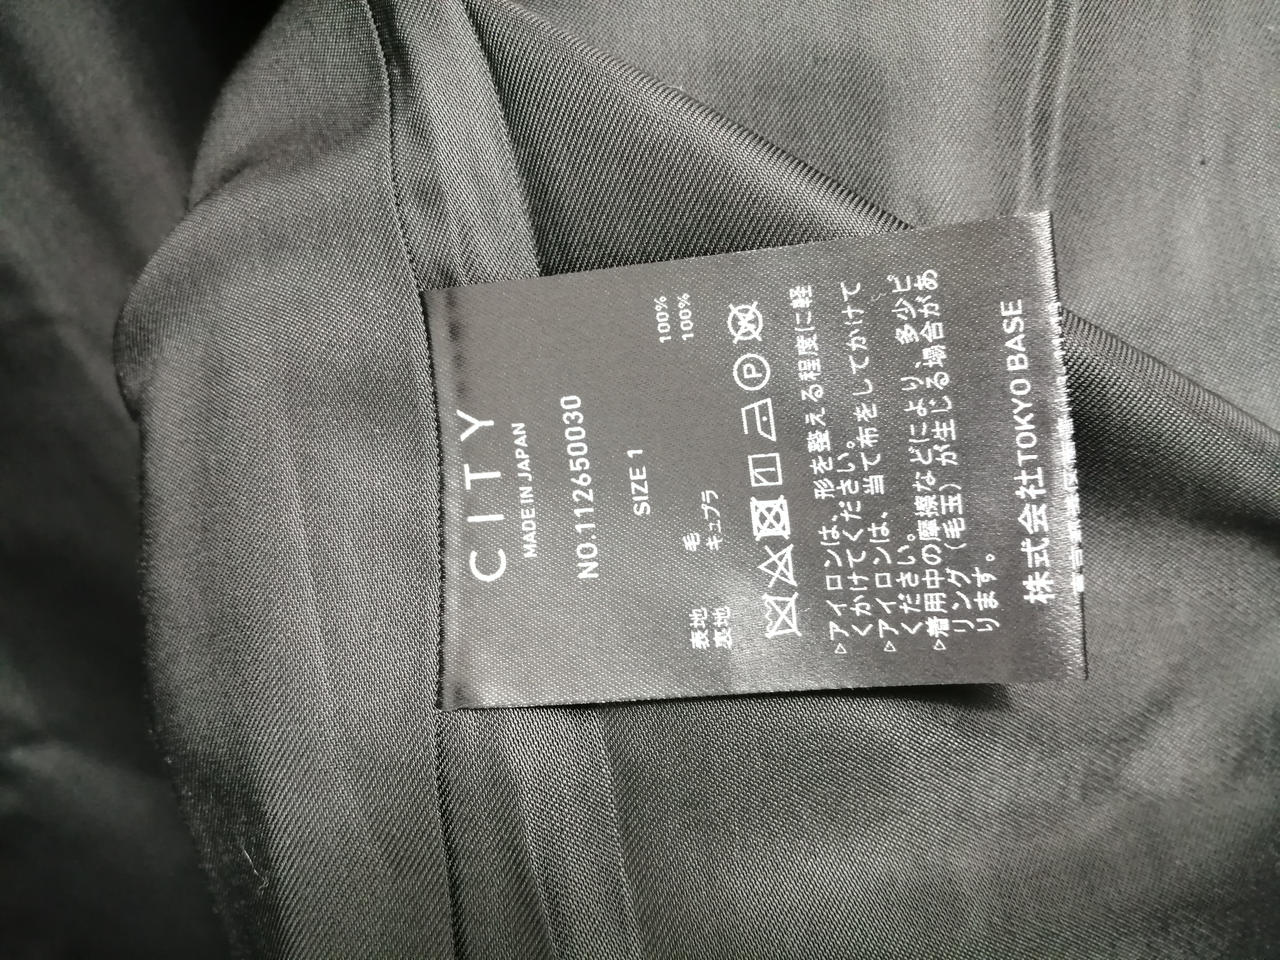 CITY
MADE IN JAPAN
NO.112650030
SIZE 1
表地 毛 100%
裏地 キュプラ 100%
P
▷アイロンは、形を整える程度に軽
くかけてください。
▷アイロンは、当て布をしてかけて
ください。
▷着用中の摩擦などにより、多少ピ
リング（毛玉）が生じる場合があ
ります。
株式会社TOKYO BASE